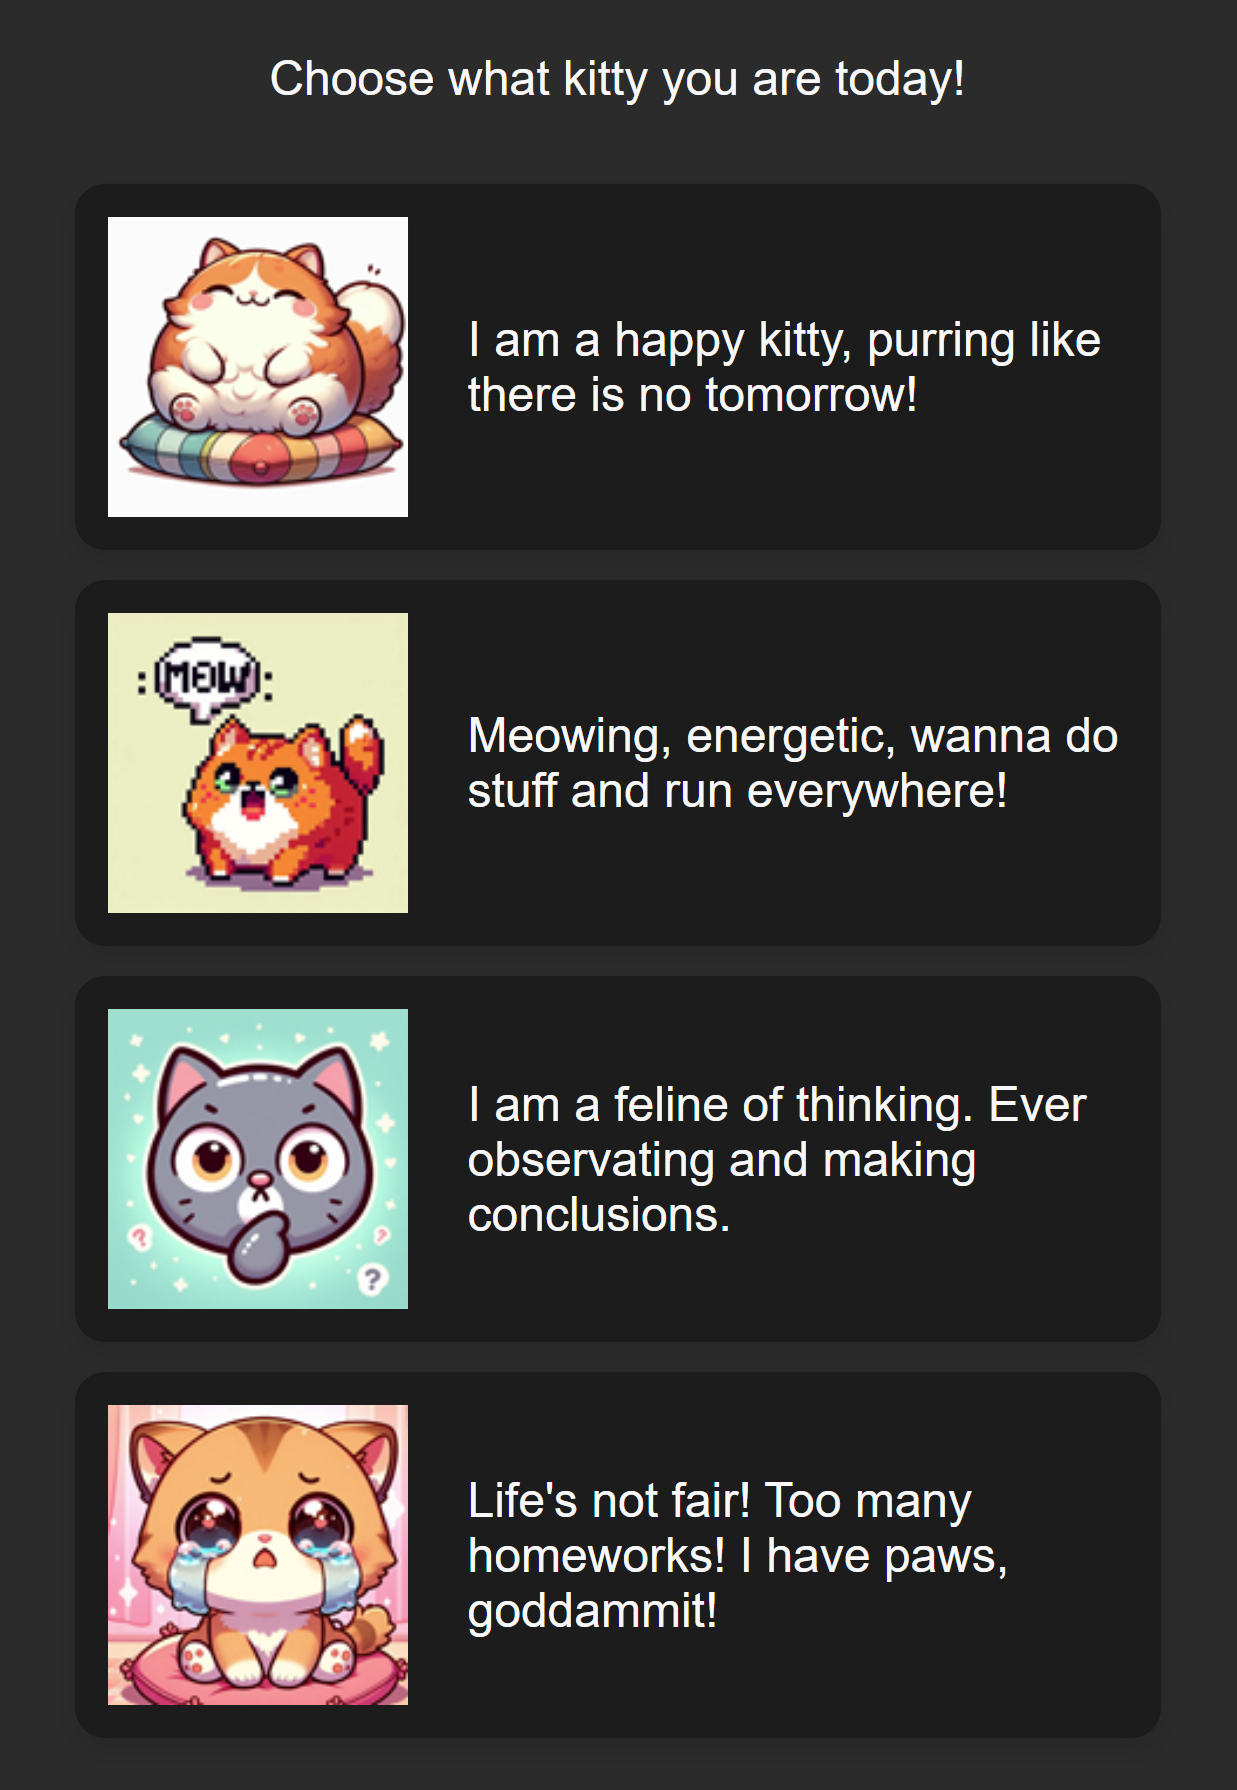 Choose what kitty you are today!
I am a happy kitty, purring like
there is no tomorrow!
MEOW
Meowing, energetic, wanna do
stuff and run everywhere!
I am a feline of thinking. Ever
observating and making
conclusions.
? ?
?
Life's not fair! Too many
homeworks! I have paws,
goddammit!